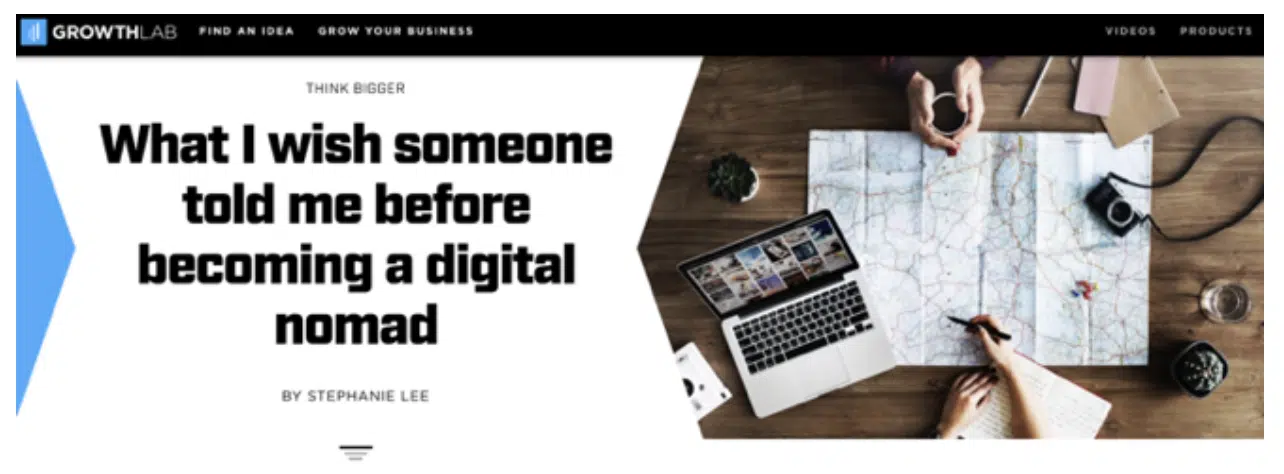 GROWTHLAB FIND AN IDEA GROW YOUR BUSINESS VIDEOS PRODUCTS
THINK BIGGER
What I wish someone
told me before
becoming a digital
nomad
BY STEPHANIE LEE